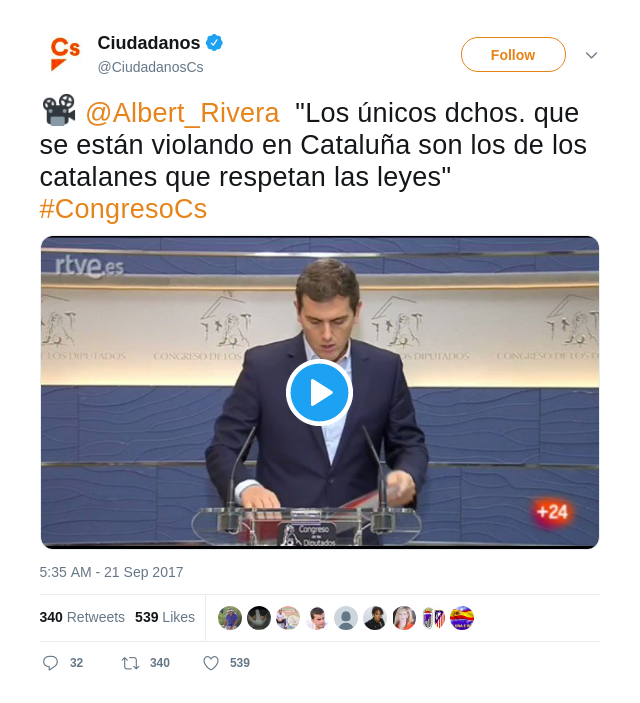 Cs
Ciudadanos
@CiudadanosCs
Follow
@Albert_Rivera "Los únicos dchos. que
se están violando en Cataluña son los de los
catalanes que respetan las leyes"
#CongresoCs
rtve.es
LOS DIPUTADOS
CONGRESO DE LOS
DIPUTADOS
CONGRESO DE LOS D
+24
Congreso
de los
Diputados
5:35 AM - 21 Sep 2017
340 Retweets 539 Likes
32 340 539